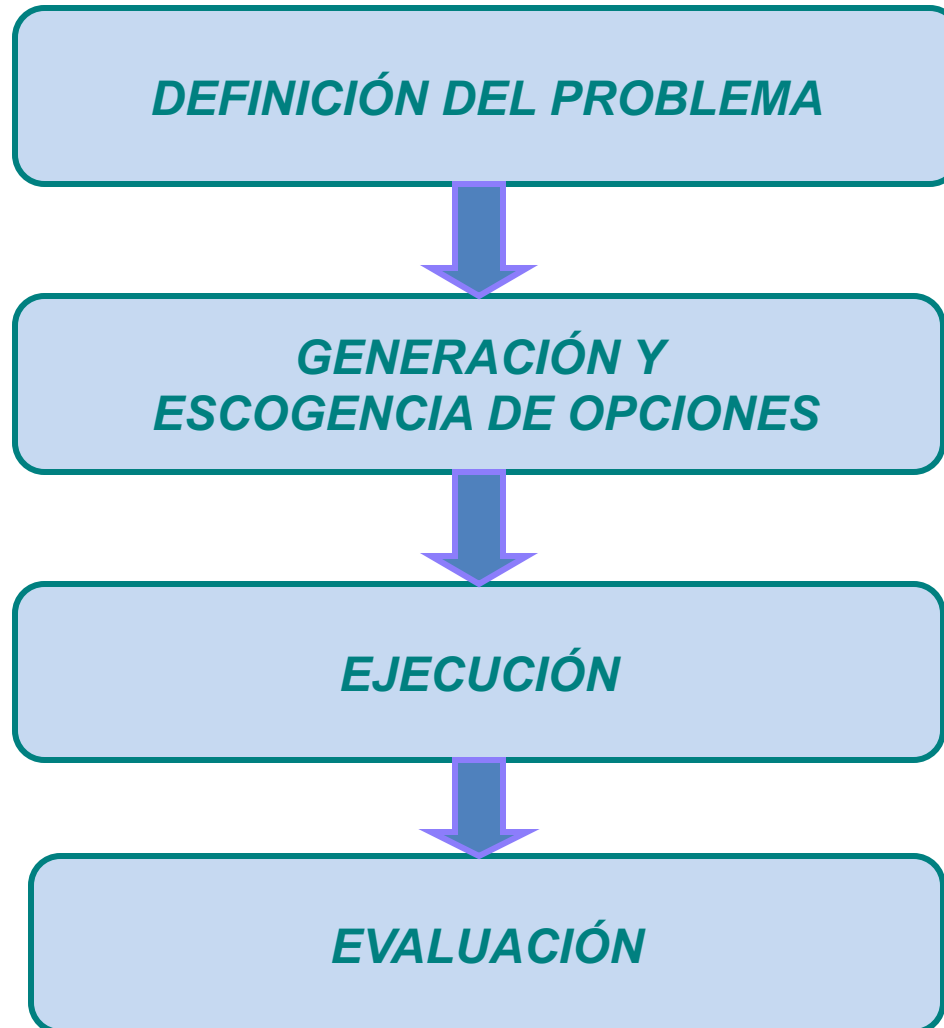 DEFINICIÓN DEL PROBLEMA
GENERACIÓN Y
ESCOGENCIA DE OPCIONES
EJECUCIÓN
EVALUACIÓN